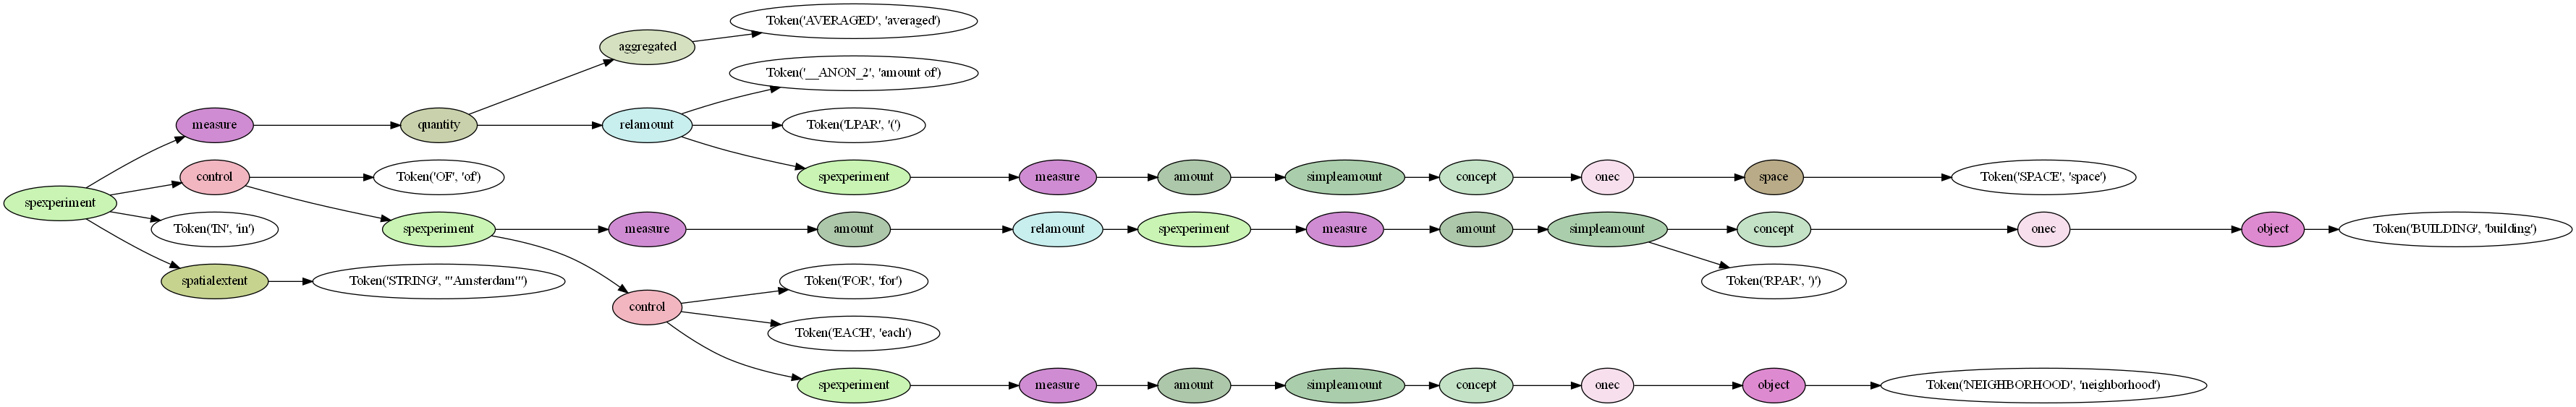 Token('AVERAGED', 'averaged')
aggregated
Token('__ANON_2', 'amount of')
measure quantity relamount Token('LPAR', '(')
control Token('OF', 'of') spexperiment measure amount simpleamount concept onec space Token('SPACE', 'space')
spexperiment
Token('IN', 'in') spexperiment measure amount relamount spexperiment measure amount simpleamount concept onec object Token('BUILDING', 'building')
spatialextent Token('STRING', "'Amsterdam'") Token('FOR', 'for') Token('RPAR', ')')
control
Token('EACH', 'each')
spexperiment measure amount simpleamount concept onec object Token('NEIGHBORHOOD', 'neighborhood')